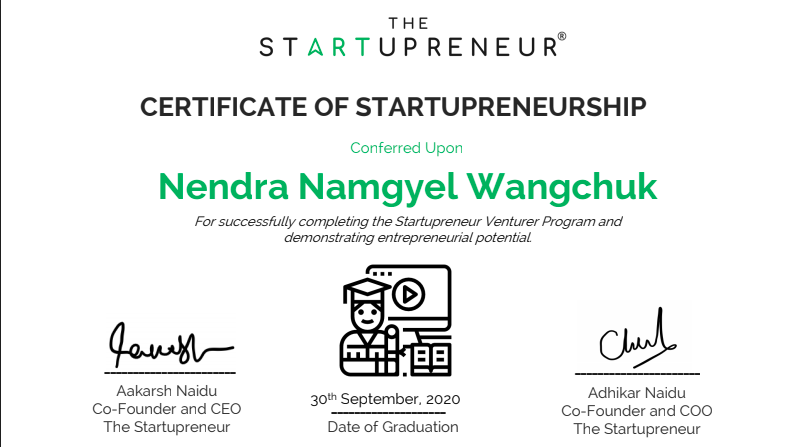 THE
STARTUPRENEUR®
CERTIFICATE OF STARTUPRENEURSHIP
Conferred Upon
Nendra Namgyel Wangchuk
For successfully completing the Startupreneur Venturer Program and
demonstrating entrepreneurial potential.
Aakarsh Naidu
Co-Founder and CEO
The Startupreneur
30th September, 2020
Date of Graduation
Adhikar Naidu
Co-Founder and COO
The Startupreneur